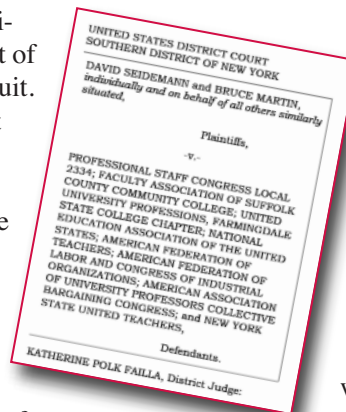 i-
t of
uit.
e
UNITED STATES DISTRICT COURT
SOUTHERN DISTRICT OF NEW YORK
DAVID SEIDEMANN and BRUCE MARTIN,
individually and on behalf of all others similarly
situated,
Plaintiffs,
-v.-
PROFESSIONAL STAFF CONGRESS LOCAL
2334; FACULTY ASSOCIATION OF SUFFOLK
COUNTY COMMUNITY COLLEGE; UNITED
UNIVERSITY PROFESSIONS, FARMINGDALE
STATE COLLEGE CHAPTER; NATIONAL
EDUCATION ASSOCIATION OF THE UNITED
STATES; AMERICAN FEDERATION OF
TEACHERS; AMERICAN FEDERATION OF
LABOR AND CONGRESS OF INDUSTRIAL
ORGANIZATIONS; AMERICAN ASSOCIATION
OF UNIVERSITY PROFESSORS COLLECTIVE
BARGAINING CONGRESS; and NEW YORK
STATE UNITED TEACHERS,
Defendants.
KATHERINE POLK FAILLA, District Judge: